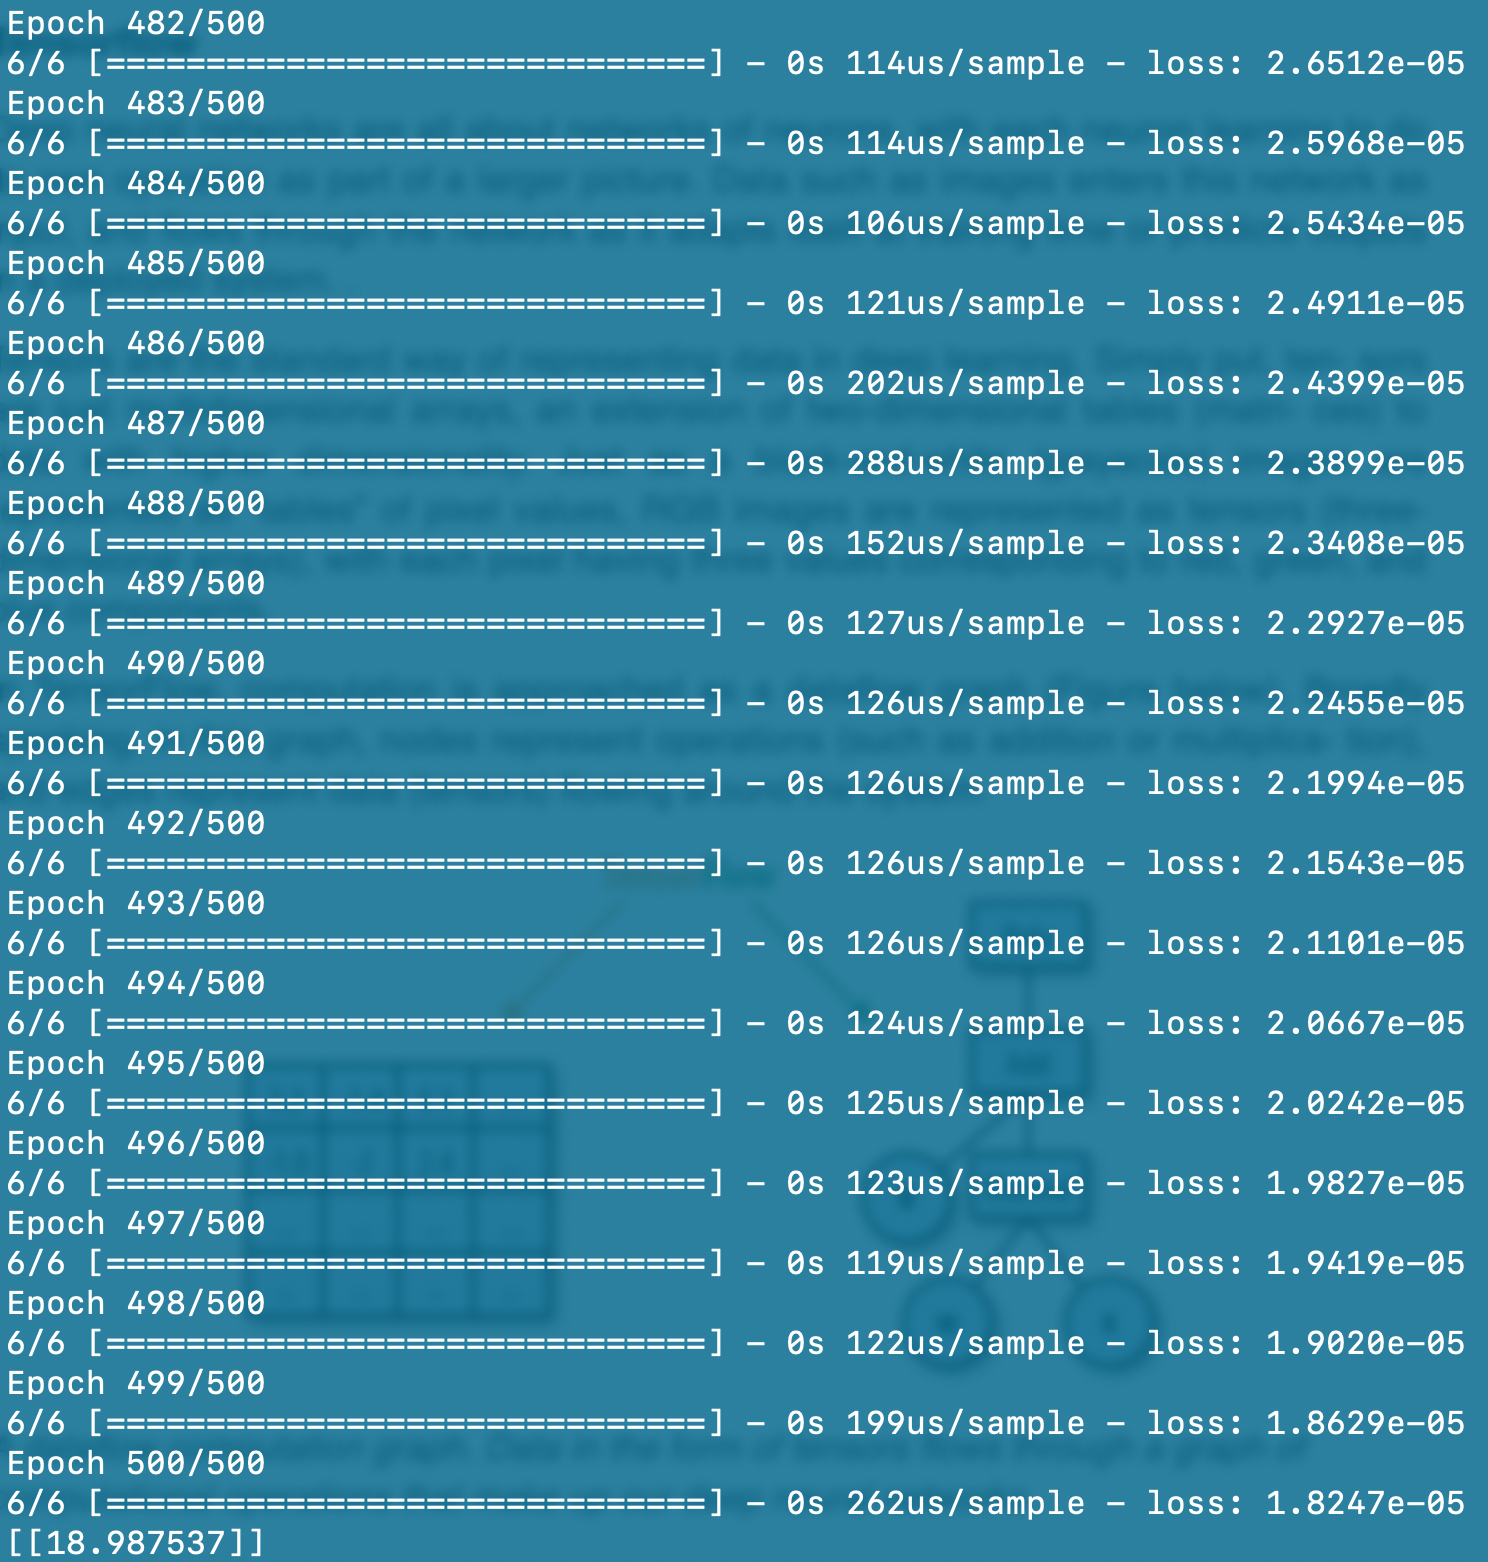 Epoch 482/500
6/6 [==============================] - 0s 114us/sample - loss: 2.6512e-05
Epoch 483/500
6/6 [==============================] - 0s 114us/sample - loss: 2.5968e-05
Epoch 484/500
6/6 [==============================] - 0s 106us/sample - loss: 2.5434e-05
Epoch 485/500
6/6 [==============================] - 0s 121us/sample - loss: 2.4911e-05
Epoch 486/500
6/6 [==============================] - 0s 202us/sample - loss: 2.4399e-05
Epoch 487/500
6/6 [==============================] - 0s 288us/sample - loss: 2.3899e-05
Epoch 488/500
6/6 [==============================] - 0s 152us/sample - loss: 2.3408e-05
Epoch 489/500
6/6 [==============================] - 0s 127us/sample - loss: 2.2927e-05
Epoch 490/500
6/6 [==============================] - 0s 126us/sample - loss: 2.2455e-05
Epoch 491/500
6/6 [==============================] - 0s 126us/sample - loss: 2.1994e-05
Epoch 492/500
6/6 [==============================] - 0s 126us/sample - loss: 2.1543e-05
Epoch 493/500
6/6 [==============================] - 0s 126us/sample - loss: 2.1101e-05
Epoch 494/500
6/6 [==============================] - 0s 124us/sample - loss: 2.0667e-05
Epoch 495/500
6/6 [==============================] - 0s 125us/sample - loss: 2.0242e-05
Epoch 496/500
6/6 [==============================] - 0s 123us/sample - loss: 1.9827e-05
Epoch 497/500
6/6 [==============================] - 0s 119us/sample - loss: 1.9419e-05
Epoch 498/500
6/6 [==============================] - 0s 122us/sample - loss: 1.9020e-05
Epoch 499/500
6/6 [==============================] - 0s 199us/sample - loss: 1.8629e-05
Epoch 500/500
6/6 [==============================] - 0s 262us/sample - loss: 1.8247e-05
[[18.987537]]